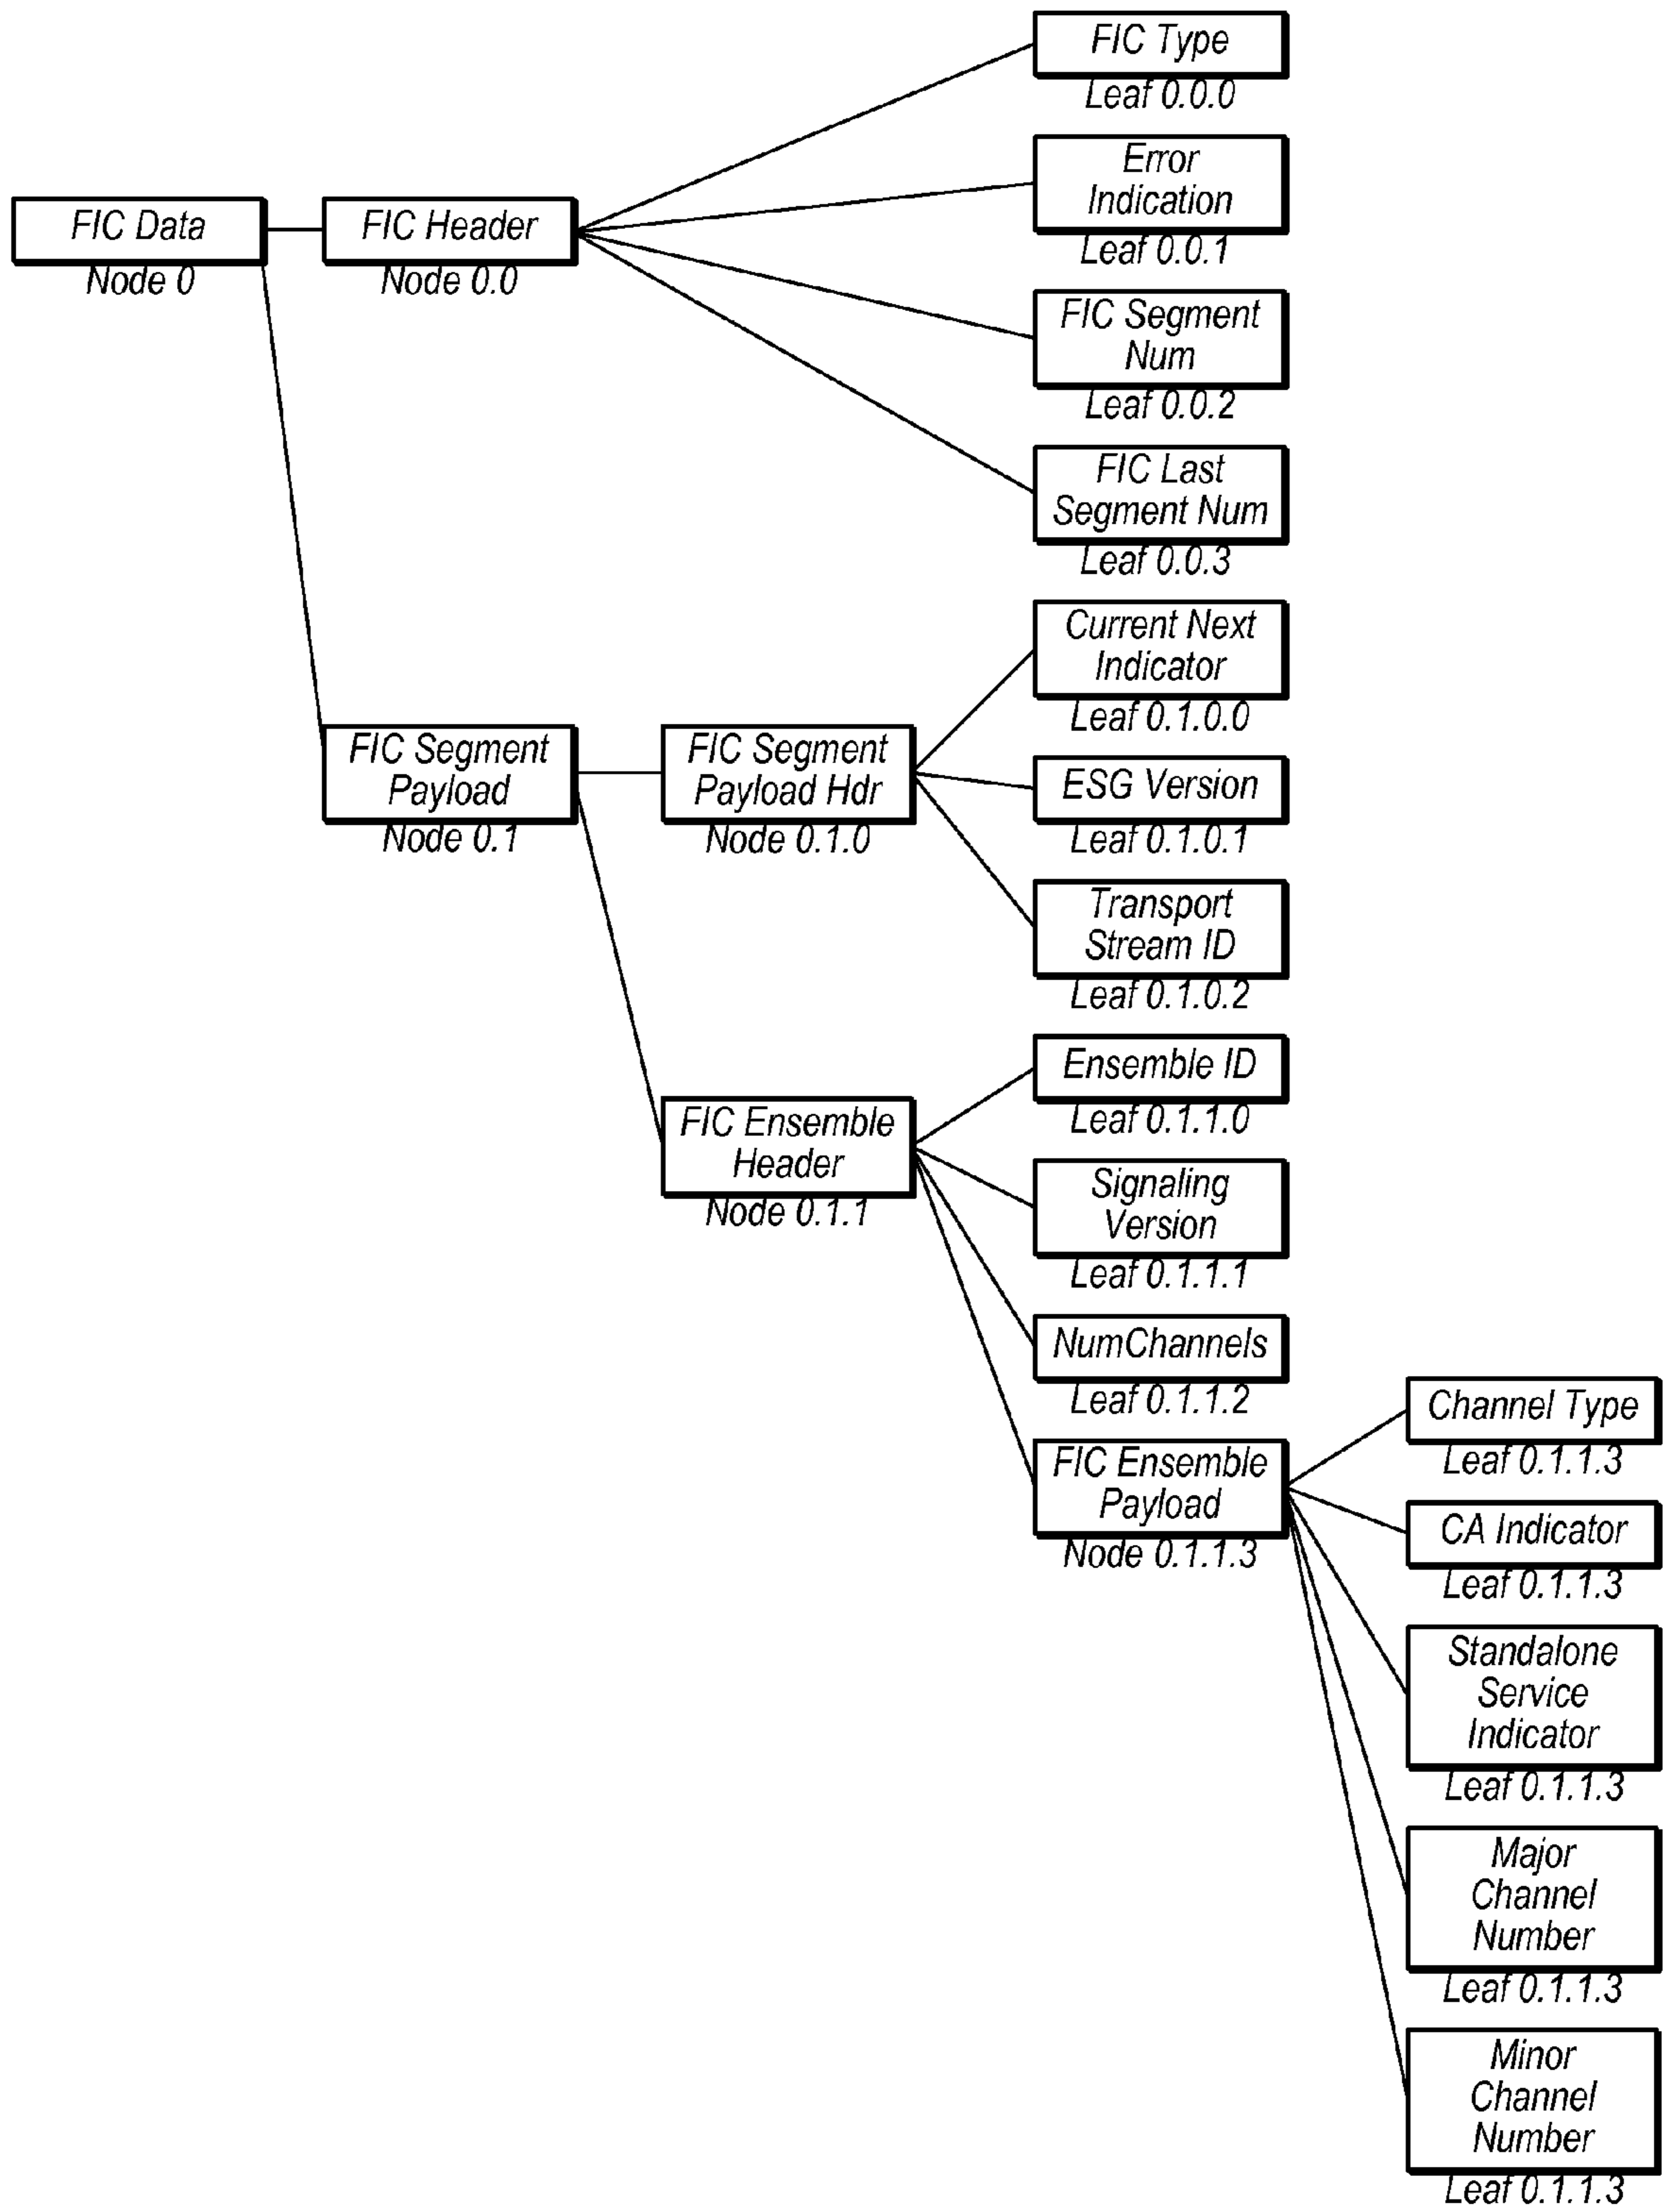 FIC Type
Leaf 0.0.0
Error
Indication
Leaf 0.0.1
FIC Data
Node 0
FIC Header
Node 0.0
FIC Segment
Num
Leaf 0.0.2
FIC Last
Segment Num
Leaf 0.0.3
Current Next
Indicator
Leaf 0.1.0.0
FIC Segment
Payload
Node 0.1
FIC Segment
Payload Hdr
Node 0.1.0
ESG Version
Leaf 0.1.0.1
Transport
Stream ID
Leaf 0.1.0.2
Ensemble ID
Leaf 0.1.1.0
FIC Ensemble
Header
Node 0.1.1
Signaling
Version
Leaf 0.1.1.1
NumChannels
Leaf 0.1.1.2
FIC Ensemble
Payload
Node 0.1.1.3
Channel Type
Leaf 0.1.1.3
CA Indicator
Leaf 0.1.1.3
Standalone
Service
Indicator
Leaf 0.1.1.3
Major
Channel
Number
Leaf 0.1.1.3
Minor
Channel
Number
Leaf 0.1.1.3